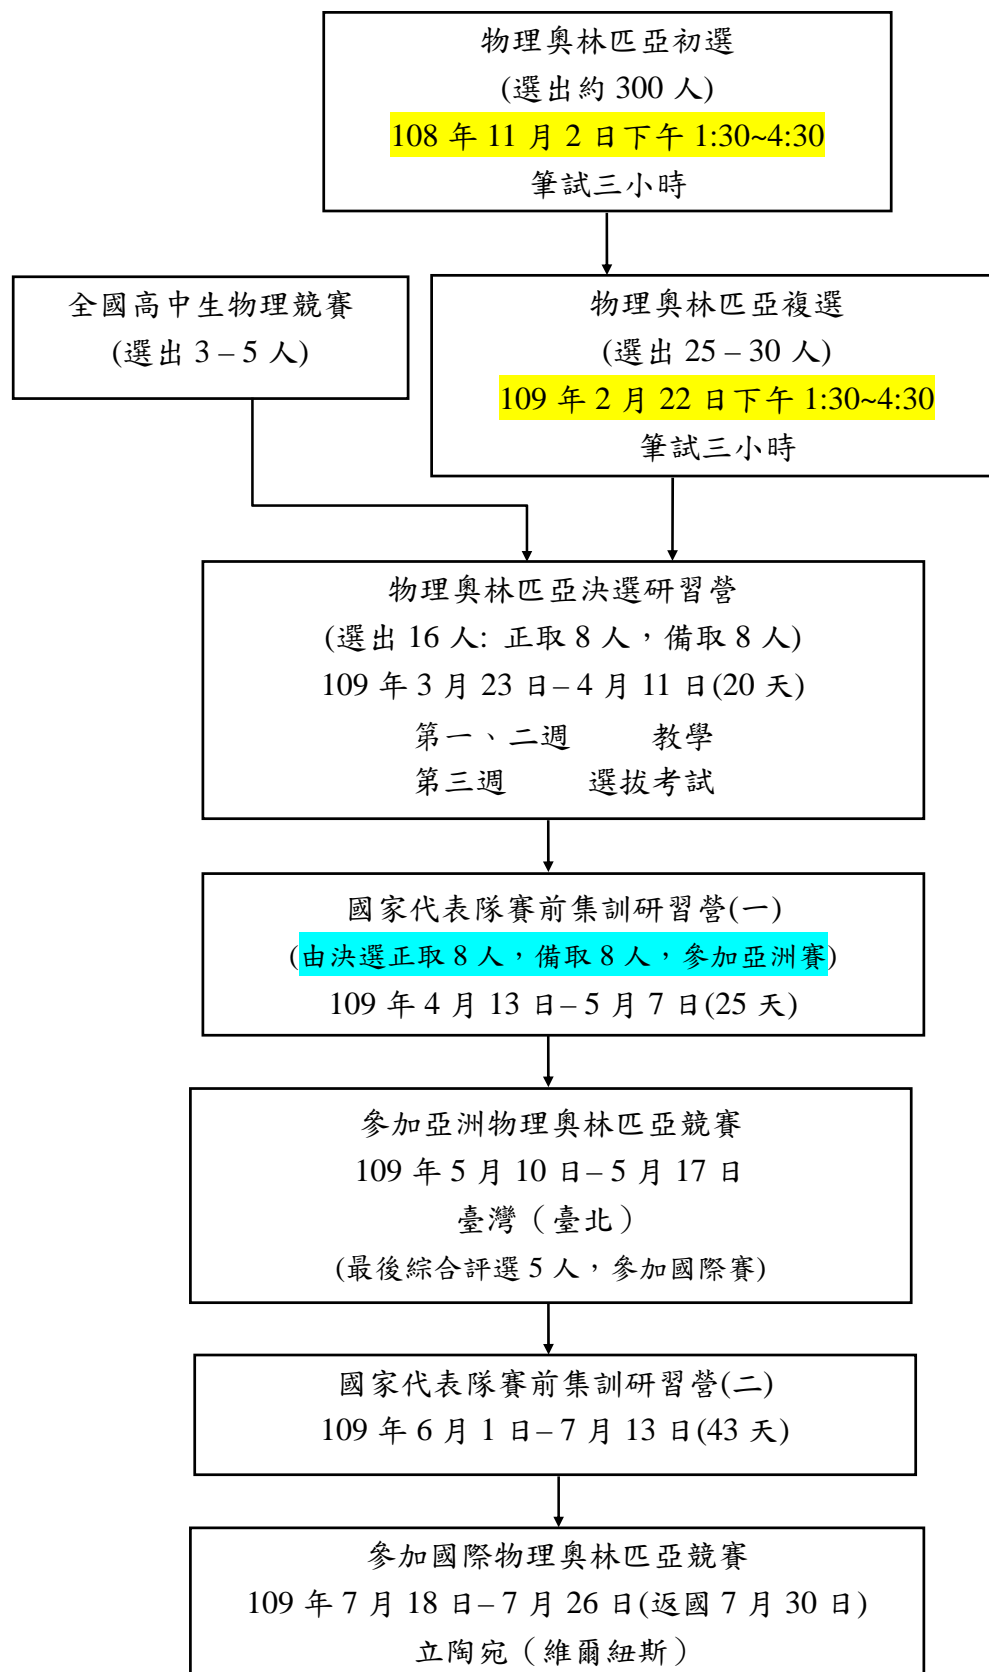 物理奧林匹亞初選
(選出約 300 人)
108 年 11 月 2 日下午 1:30~4:30
筆試三小時
全國高中生物理競賽
(選出 3 – 5 人)
物理奧林匹亞複選
(選出 25 – 30 人)
109 年 2 月 22 日下午 1:30~4:30
筆試三小時
物理奧林匹亞決選研習營
(選出 16 人: 正取 8 人，備取 8 人)
109 年 3 月 23 日– 4 月 11 日(20 天)
第一、二週 教學
第三週 選拔考試
國家代表隊賽前集訓研習營(一)
(由決選正取 8 人，備取 8 人，參加亞洲賽)
109 年 4 月 13 日– 5 月 7 日(25 天)
參加亞洲物理奧林匹亞競賽
109 年 5 月 10 日– 5 月 17 日
臺灣（臺北）
(最後綜合評選 5 人，參加國際賽)
國家代表隊賽前集訓研習營(二)
109 年 6 月 1 日– 7 月 13 日(43 天)
參加國際物理奧林匹亞競賽
109 年 7 月 18 日– 7 月 26 日(返國 7 月 30 日)
立陶宛（維爾紐斯）